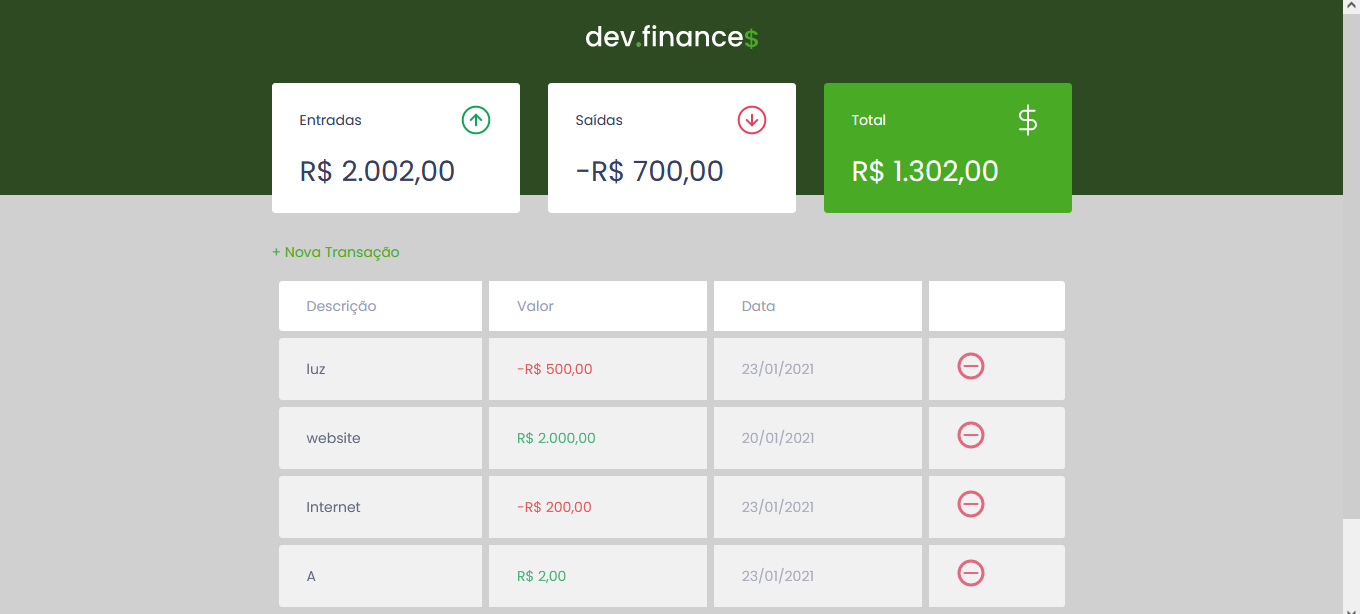 dev.finance$
Entradas
R$ 2.002,00
Saídas
-R$ 700,00
Total
$
R$ 1.302,00
+ Nova Transação
Descrição Valor Data
luz -R$ 500,00 23/01/2021
website R$ 2.000,00 20/01/2021
Internet -R$ 200,00 23/01/2021
A R$ 2,00 23/01/2021